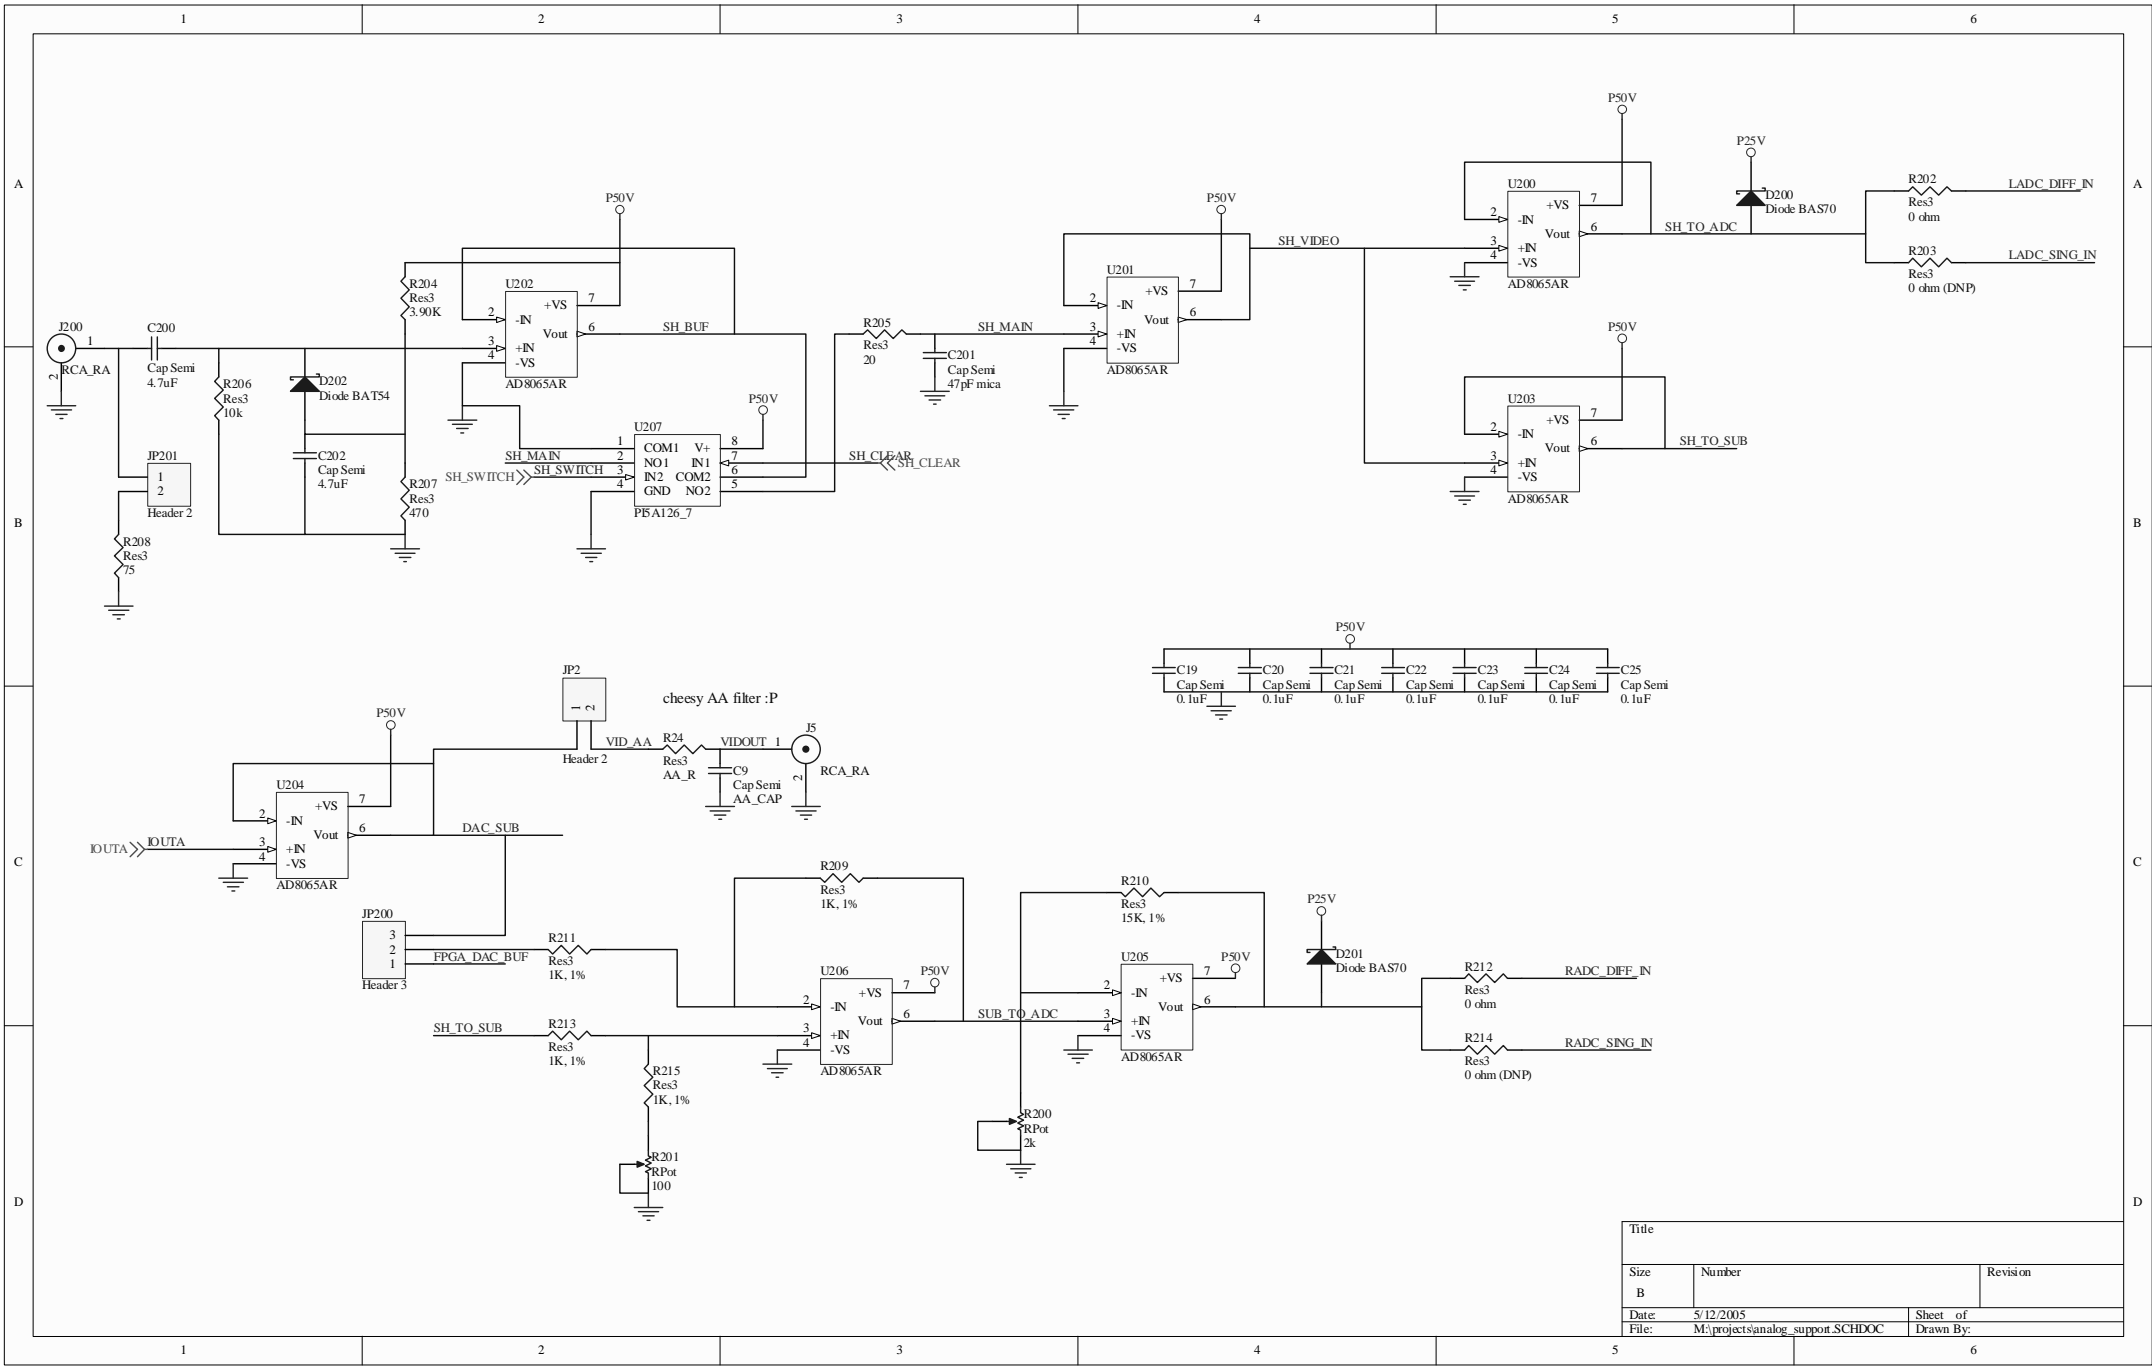 1 2 3 4 5 6
A A
B B
C C
D D
J200
1
2
RCA_RA
C200
Cap Semi
4.7uF
R206
Res3
10k
D202
Diode BAT54
C202
Cap Semi
4.7uF
JP201
1
2
Header 2
R208
Res3
75
R204
Res3
3.90K
R207
Res3
470
P50V
U202
+VS 7
2 -IN
Vout 6
3 +IN
4 -VS
AD8065AR
SH_BUF
P50V
U207
1 COM1 V+ 8
2 NO1 IN1 7
3 IN2 COM2 6
4 GND NO2 5
PI5A126_7
SH_MAIN
SH_SWITCH
SH_SWITCH
SH_CLEAR
SH_CLEAR
R205
Res3
20
C201
Cap Semi
47pF mica
SH_MAIN
P50V
U201
+VS 7
2 -IN
Vout 6
3 +IN
4 -VS
AD8065AR
SH_VIDEO
P50V
U200
+VS 7
2 -IN
Vout 6
3 +IN
4 -VS
AD8065AR
SH_TO_ADC
P25V
D200
Diode BAS70
R202
Res3
0 ohm
LADC_DIFF_IN
R203
Res3
0 ohm (DNP)
LADC_SING_IN
P50V
U203
+VS 7
2 -IN
Vout 6
3 +IN
4 -VS
AD8065AR
SH_TO_SUB
P50V
C19
Cap Semi
0.1uF
C20
Cap Semi
0.1uF
C21
Cap Semi
0.1uF
C22
Cap Semi
0.1uF
C23
Cap Semi
0.1uF
C24
Cap Semi
0.1uF
C25
Cap Semi
0.1uF
JP2
1
2
Header 2
cheesy AA filter :P
VID_AA
R24
Res3
AA_R
VIDOUT
C9
Cap Semi
AA_CAP
J5
1
2
RCA_RA
P50V
U204
+VS 7
2 -IN
Vout 6
3 +IN
4 -VS
AD8065AR
IOUTA
IOUTA
DAC_SUB
JP200
3
2
1
Header 3
FPGA_DAC_BUF
R211
Res3
1K, 1%
SH_TO_SUB
R213
Res3
1K, 1%
R215
Res3
1K, 1%
R201
RPot
100
R209
Res3
1K, 1%
U206
P50V
+VS 7
2 -IN
Vout 6
3 +IN
4 -VS
AD8065AR
SUB_TO_ADC
R210
Res3
15K, 1%
U205
P50V
+VS 7
2 -IN
Vout 6
3 +IN
4 -VS
AD8065AR
R200
RPot
2k
P25V
D201
Diode BAS70
R212
Res3
0 ohm
RADC_DIFF_IN
R214
Res3
0 ohm (DNP)
RADC_SING_IN
Title
Size Number Revision
B
Date: 5/12/2005 Sheet of
File: M:\projects\analog_support.SCHDOC Drawn By:
1 2 3 4 5 6